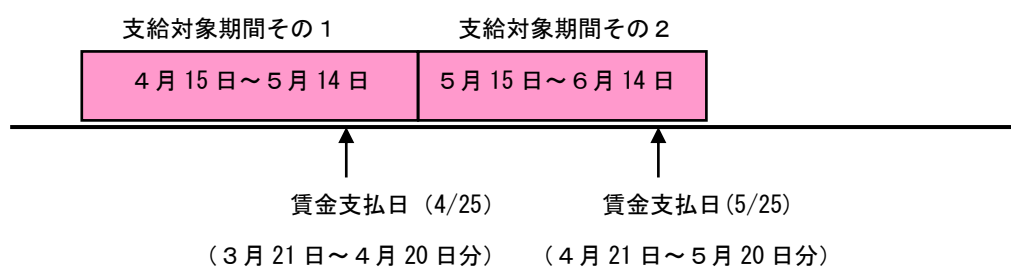 支給対象期間その１ 支給対象期間その２
４月 15 日～５月 14 日 ５月 15 日～６月 14 日
賃金支払日（4/25） 賃金支払日(5/25)
（３月 21 日～４月 20 日分） （４月 21 日～５月 20 日分）